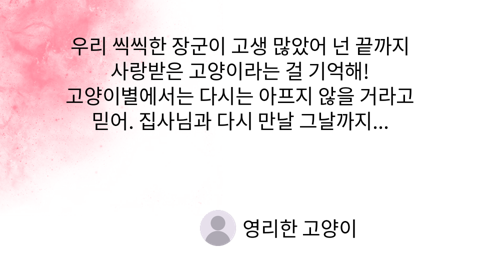 우리 씩씩한 장군이 고생 많았어 넌 끝까지
사랑받은 고양이라는 걸 기억해!
고양이별에서는 다시는 아프지 않을 거라고
믿어. 집사님과 다시 만날 그날까지...
영리한 고양이